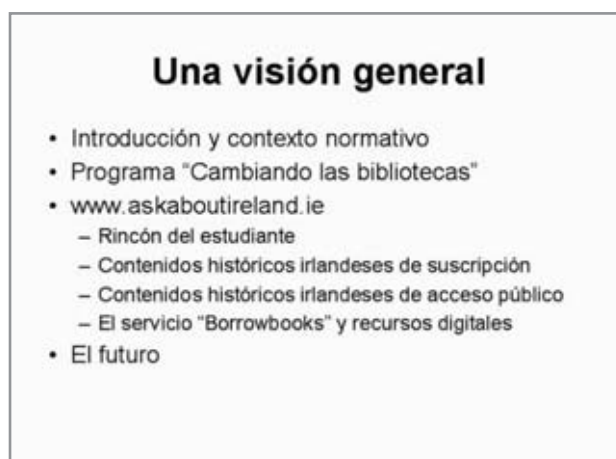 Una visión general
• Introducción y contexto normativo
• Programa “Cambiando las bibliotecas”
• www.askaboutireland.ie
– Rincón del estudiante
– Contenidos históricos irlandeses de suscripción
– Contenidos históricos irlandeses de acceso público
– El servicio “Borrowbooks” y recursos digitales
• El futuro